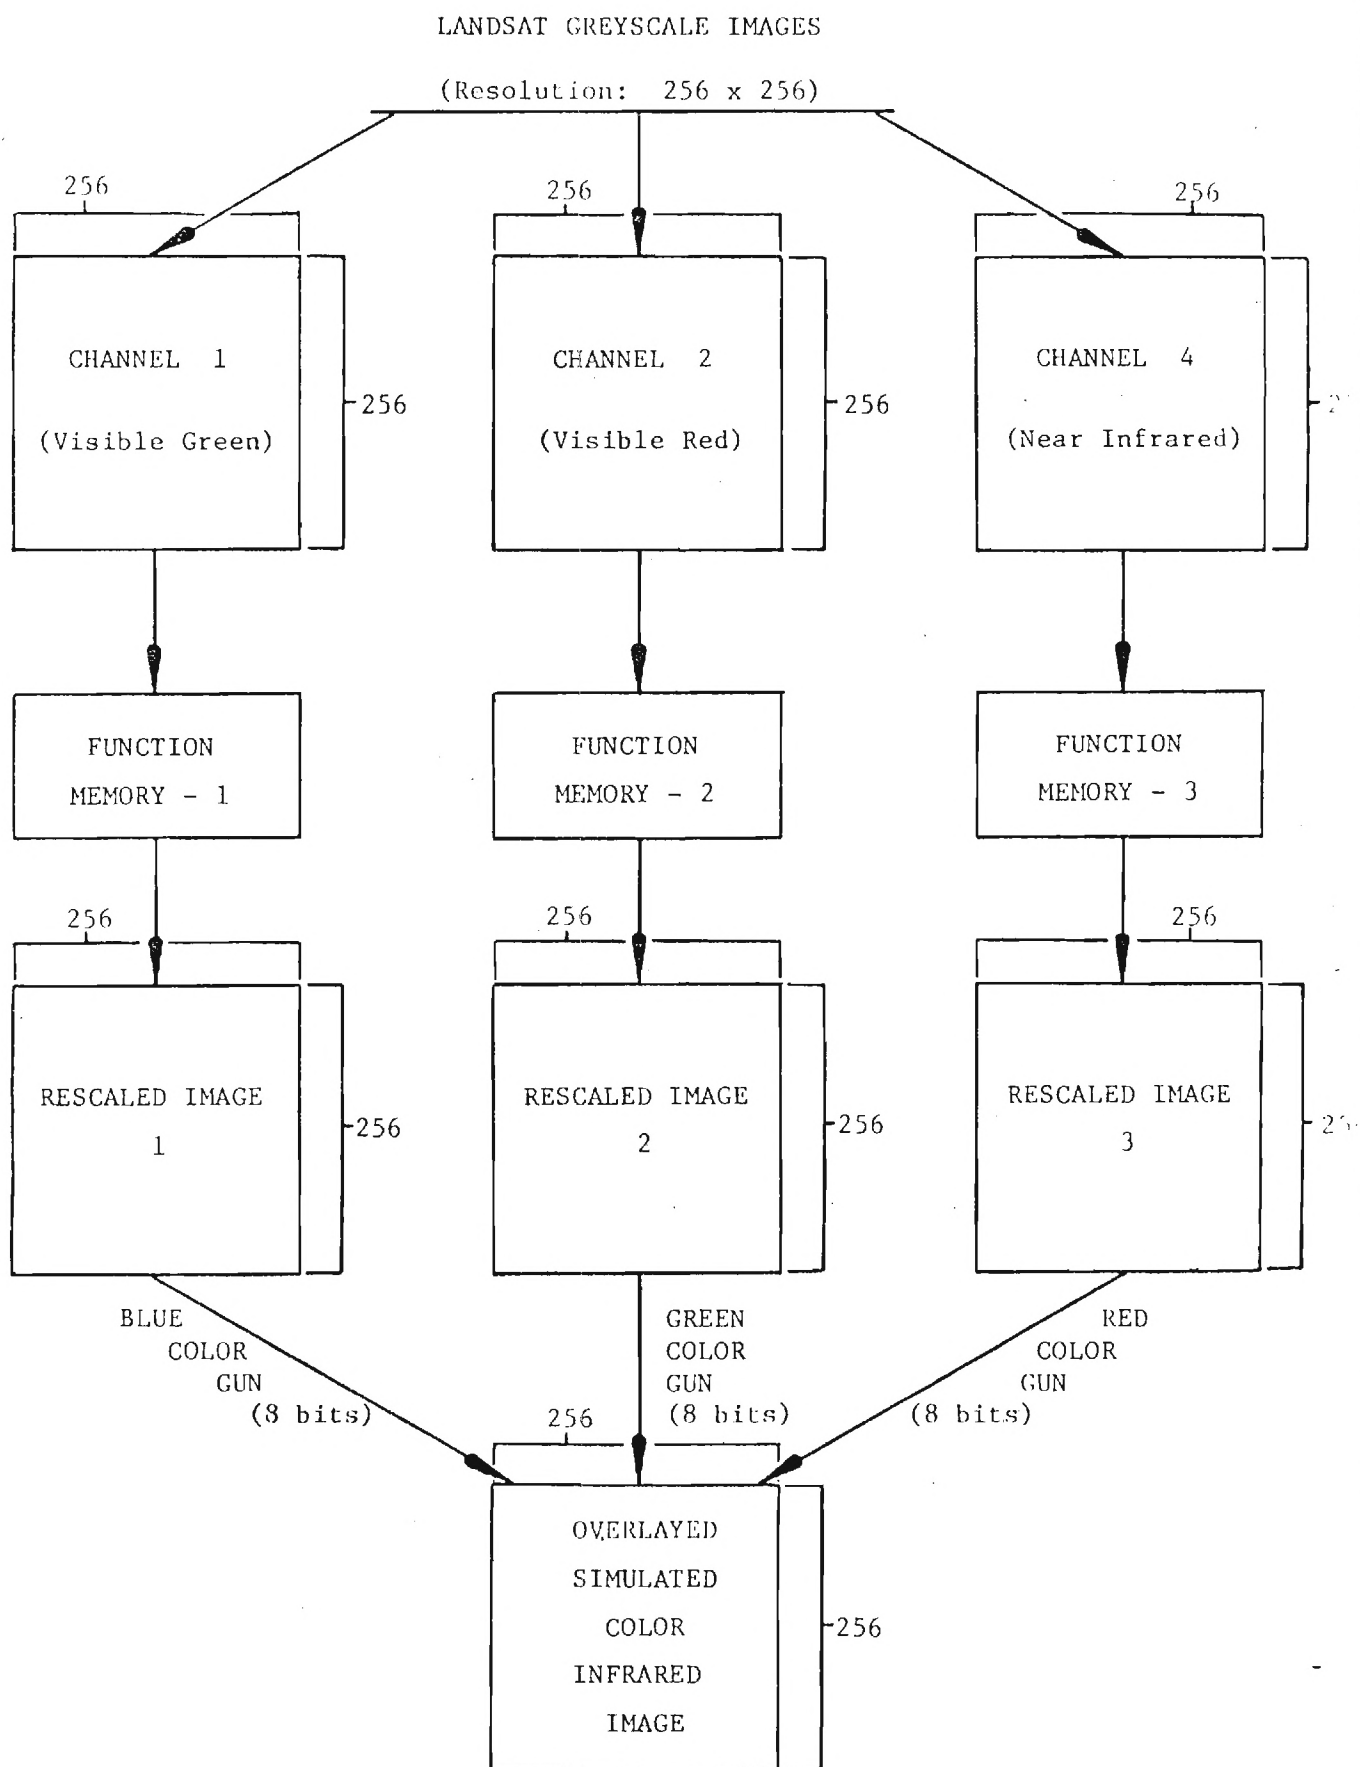 LANDSAT GREYSCALE IMAGES
(Resolution: 256 x 256)
256
256
256
CHANNEL 1
(Visible Green)
256
CHANNEL 2
(Visible Red)
256
CHANNEL 4
(Near Infrared)
FUNCTION
MEMORY - 1
FUNCTION
MEMORY - 2
FUNCTION
MEMORY - 3
256
256
256
RESCALED IMAGE
1
256
RESCALED IMAGE
2
256
RESCALED IMAGE
3
BLUE
COLOR
GUN
(8 bits)
GREEN
COLOR
GUN
(8 bits)
RED
COLOR
GUN
(8 bits)
256
OVERLAYED
SIMULATED
COLOR
INFRARED
IMAGE
256